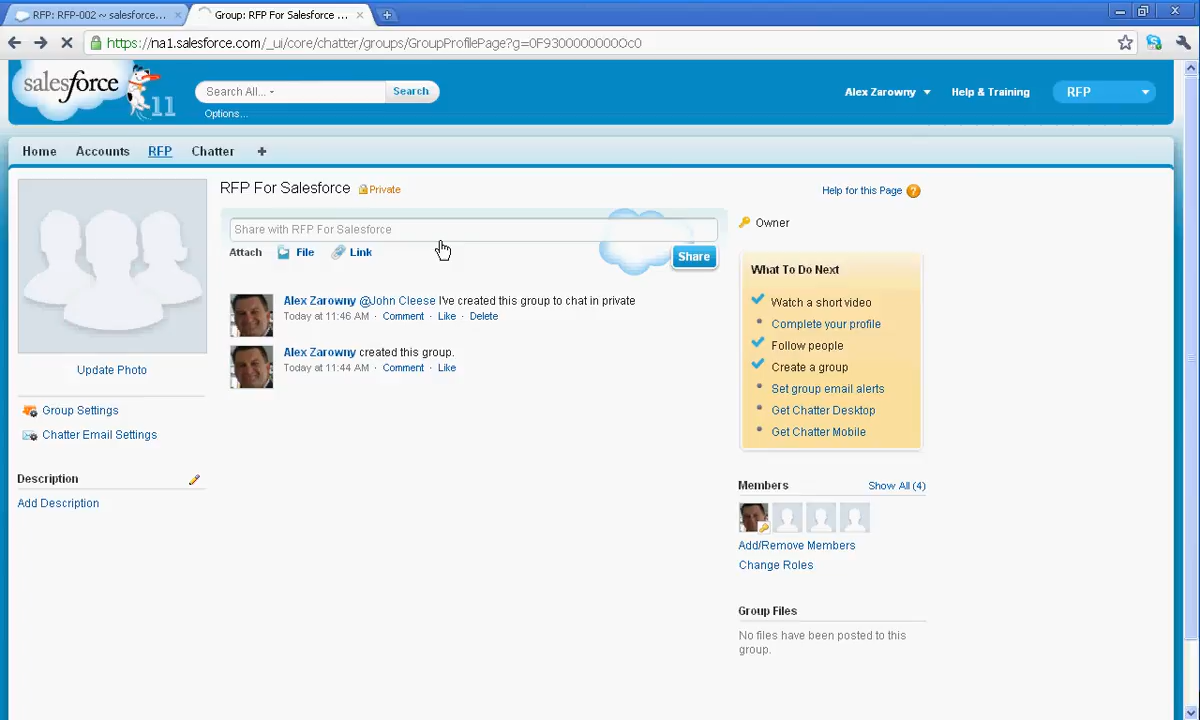 RFP: RFP-002 ~ salesforce...
Group: RFP For Salesforce ...
https://na1.salesforce.com/_ui/core/chatter/groups/GroupProfilePage?g=0F9300000000Oc0
salesforce
11
Search All...
Search
Options...
Alex Zarowny
Help & Training
RFP
Home
Accounts
RFP
Chatter
RFP For Salesforce
Private
Help for this Page
Share with RFP For Salesforce
Attach
File
Link
Share
Alex Zarowny @John Cleese I've created this group to chat in private
Today at 11:46 AM · Comment · Like · Delete
Alex Zarowny created this group.
Today at 11:44 AM · Comment · Like
Update Photo
Group Settings
Chatter Email Settings
Description
Add Description
Owner
What To Do Next
Watch a short video
Complete your profile
Follow people
Create a group
Set group email alerts
Get Chatter Desktop
Get Chatter Mobile
Members
Show All (4)
Add/Remove Members
Change Roles
Group Files
No files have been posted to this
group.